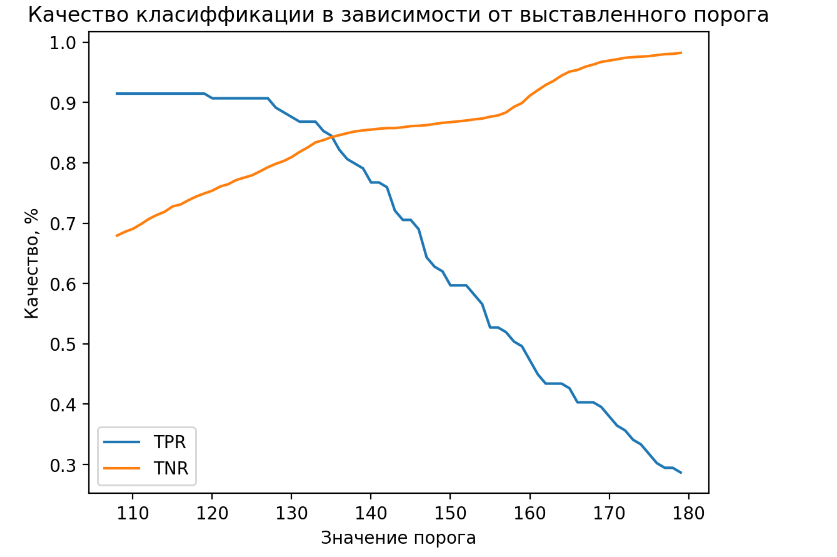 Качество класиффикации в зависимости от выставленного порога
1.0
0.9
0.8
0.7
0.6
0.5
0.4
0.3
Качество, %
TPR
TNR
110 120 130 140 150 160 170 180
Значение порога